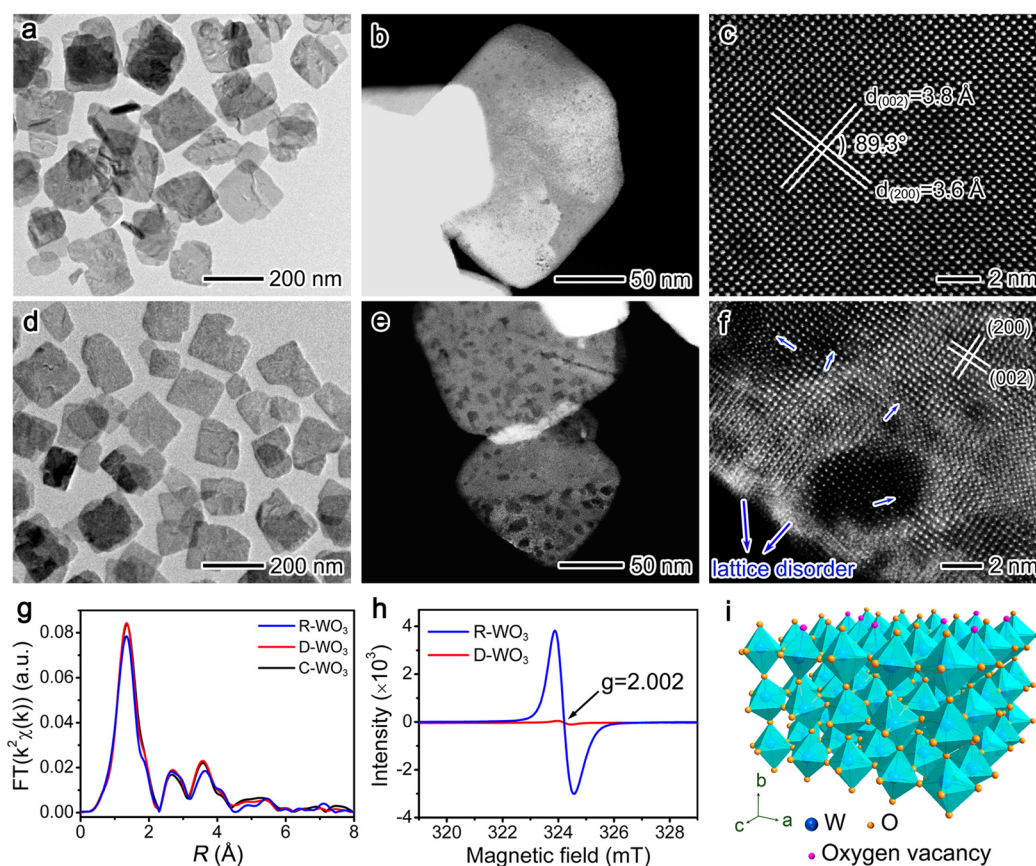 a
200 nm
b
50 nm
c
d(002)=3.8 Å
89.3°
d(200)=3.6 Å
2 nm
d
200 nm
e
50 nm
f
(200)
(002)
lattice disorder
2 nm
g
R-WO₃
D-WO₃
C-WO₃
FT(k²χ(k)) (a.u.)
0.08
0.06
0.04
0.02
0.00
0 2 4 6 8
R (Å)
h
R-WO₃
D-WO₃
g=2.002
Intensity (×10³)
4
2
0
-2
-4
320 322 324 326 328
Magnetic field (mT)
i
b
c a
W O
Oxygen vacancy